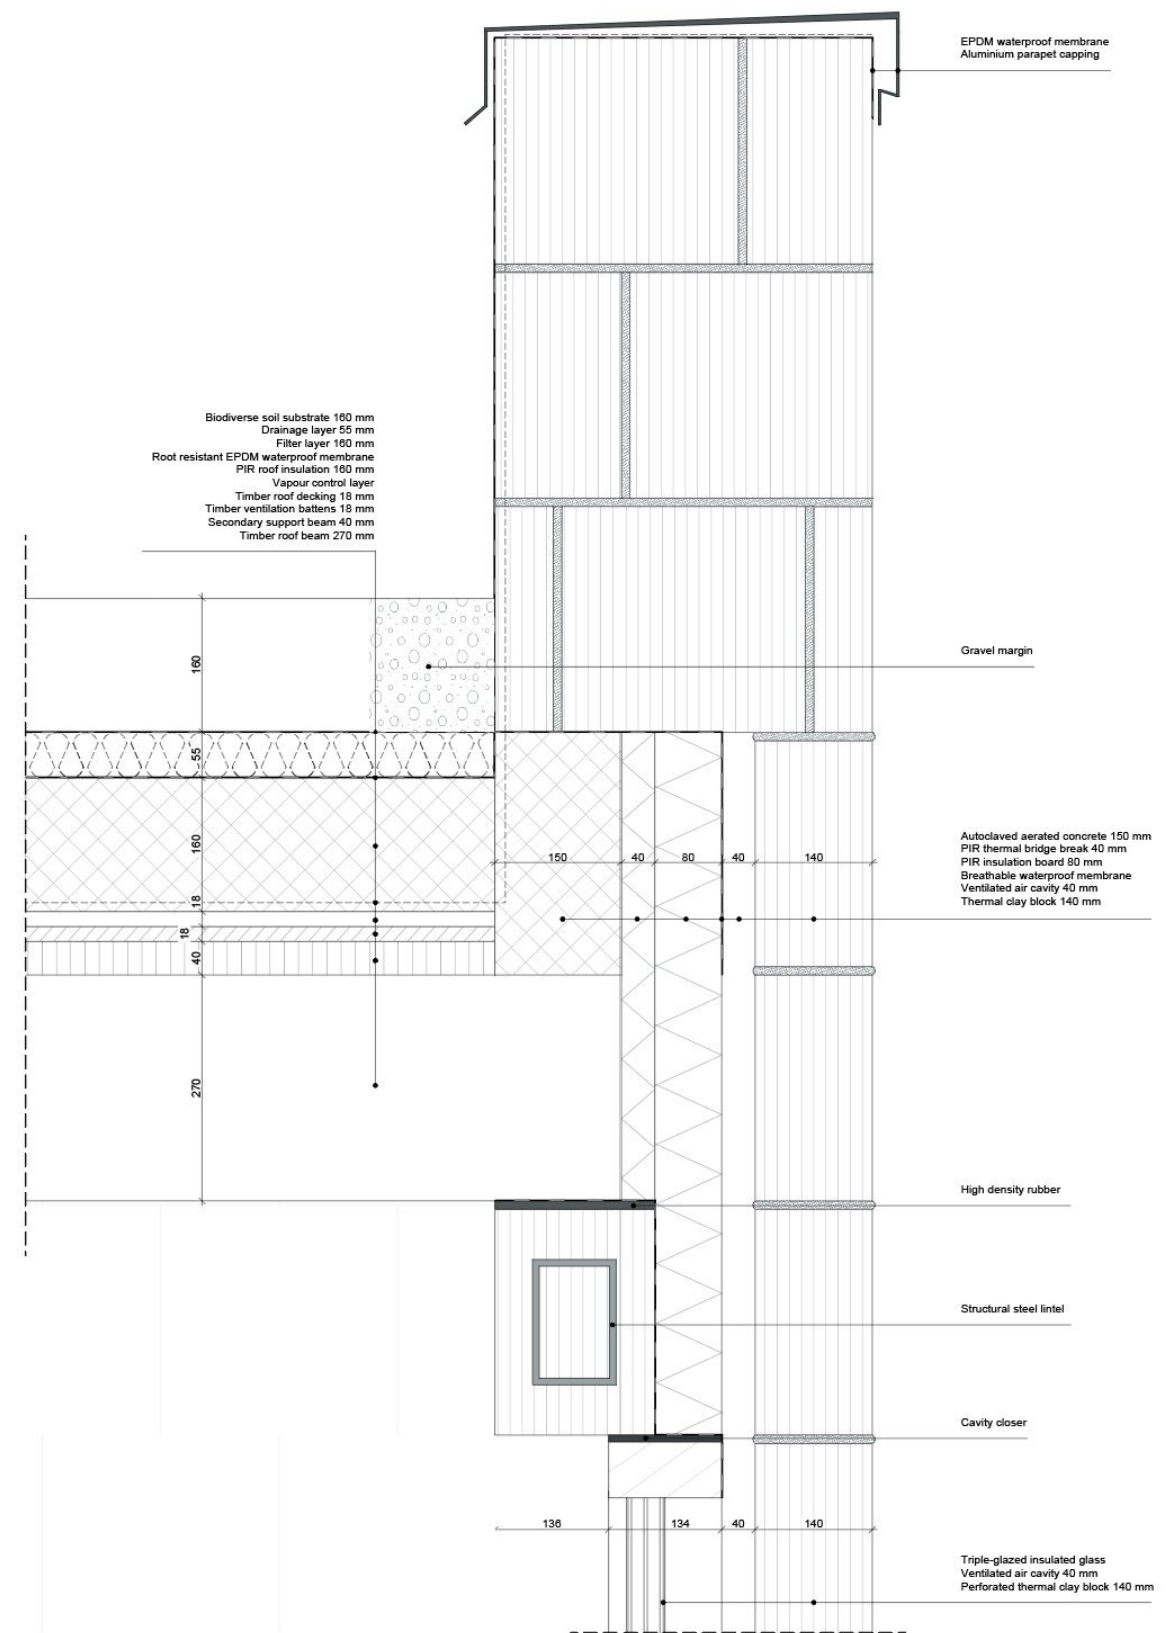 EPDM waterproof membrane
Aluminium parapet capping
Biodiverse soil substrate 160 mm
Drainage layer 55 mm
Filter layer 160 mm
Root resistant EPDM waterproof membrane
PIR roof insulation 160 mm
Vapour control layer
Timber roof decking 18 mm
Timber ventilation battens 18 mm
Secondary support beam 40 mm
Timber roof beam 270 mm
160
Gravel margin
55
160
150 40 80 40 140
Autoclaved aerated concrete 150 mm
PIR thermal bridge break 40 mm
PIR insulation board 80 mm
Breathable waterproof membrane
Ventilated air cavity 40 mm
Thermal clay block 140 mm
18
18
40
270
High density rubber
Structural steel lintel
Cavity closer
136 134 40 140
Triple-glazed insulated glass
Ventilated air cavity 40 mm
Perforated thermal clay block 140 mm